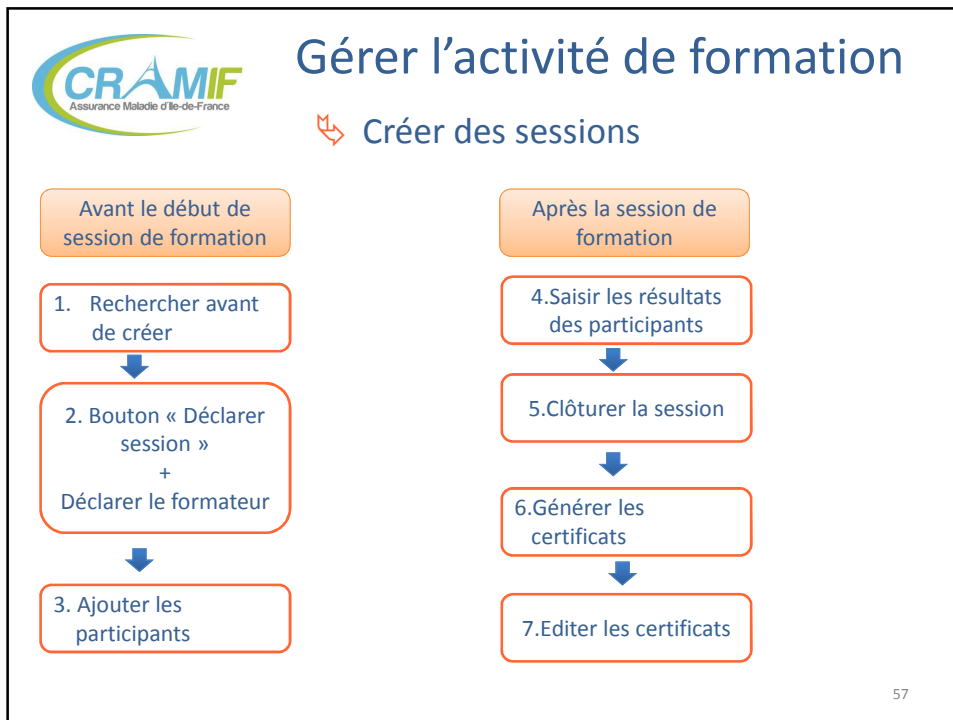 CRAMIF
Assurance Maladie d'Ile-de-France
Gérer l'activité de formation
Créer des sessions
Avant le début de
session de formation
1. Rechercher avant
de créer
2. Bouton « Déclarer
session »
+
Déclarer le formateur
3. Ajouter les
participants
Après la session de
formation
4.Saisir les résultats
des participants
5.Clôturer la session
6.Générer les
certificats
7.Editer les certificats
57